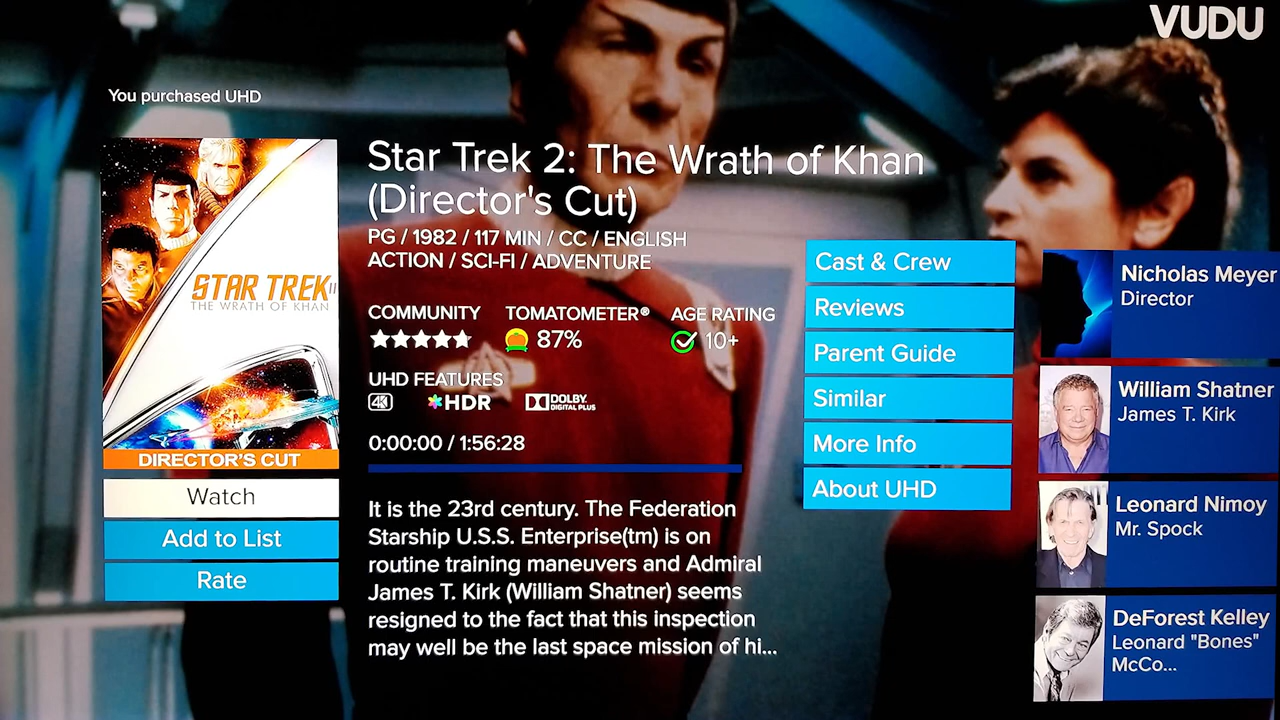 VUDU
You purchased UHD
STAR TREK II
THE WRATH OF KHAN
DIRECTOR'S CUT
Watch
Add to List
Rate
Star Trek 2: The Wrath of Khan
(Director's Cut)
PG / 1982 / 117 MIN / CC / ENGLISH
ACTION / SCI-FI / ADVENTURE
COMMUNITY
TOMATOMETER®
87%
AGE RATING
10+
UHD FEATURES
4K
HDR
DOLBY
DIGITAL PLUS
0:00:00 / 1:56:28
It is the 23rd century. The Federation
Starship U.S.S. Enterprise(tm) is on
routine training maneuvers and Admiral
James T. Kirk (William Shatner) seems
resigned to the fact that this inspection
may well be the last space mission of hi...
Cast & Crew
Reviews
Parent Guide
Similar
More Info
About UHD
Nicholas Meyer
Director
William Shatner
James T. Kirk
Leonard Nimoy
Mr. Spock
DeForest Kelley
Leonard "Bones"
McCo...